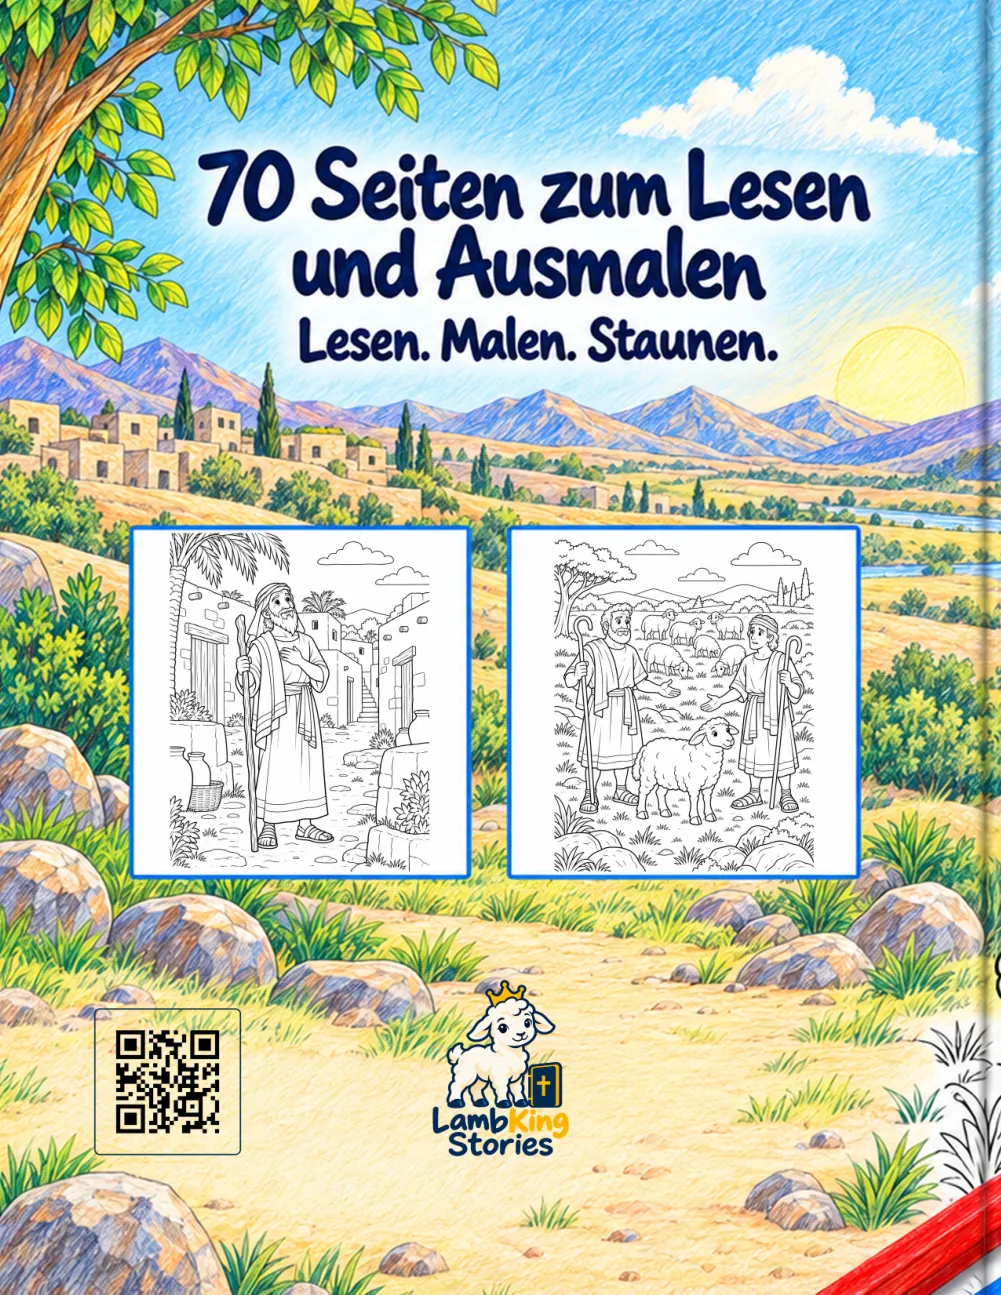 70 Seiten zum Lesen
und Ausmalen
Lesen. Malen. Staunen.
LambKing
Stories